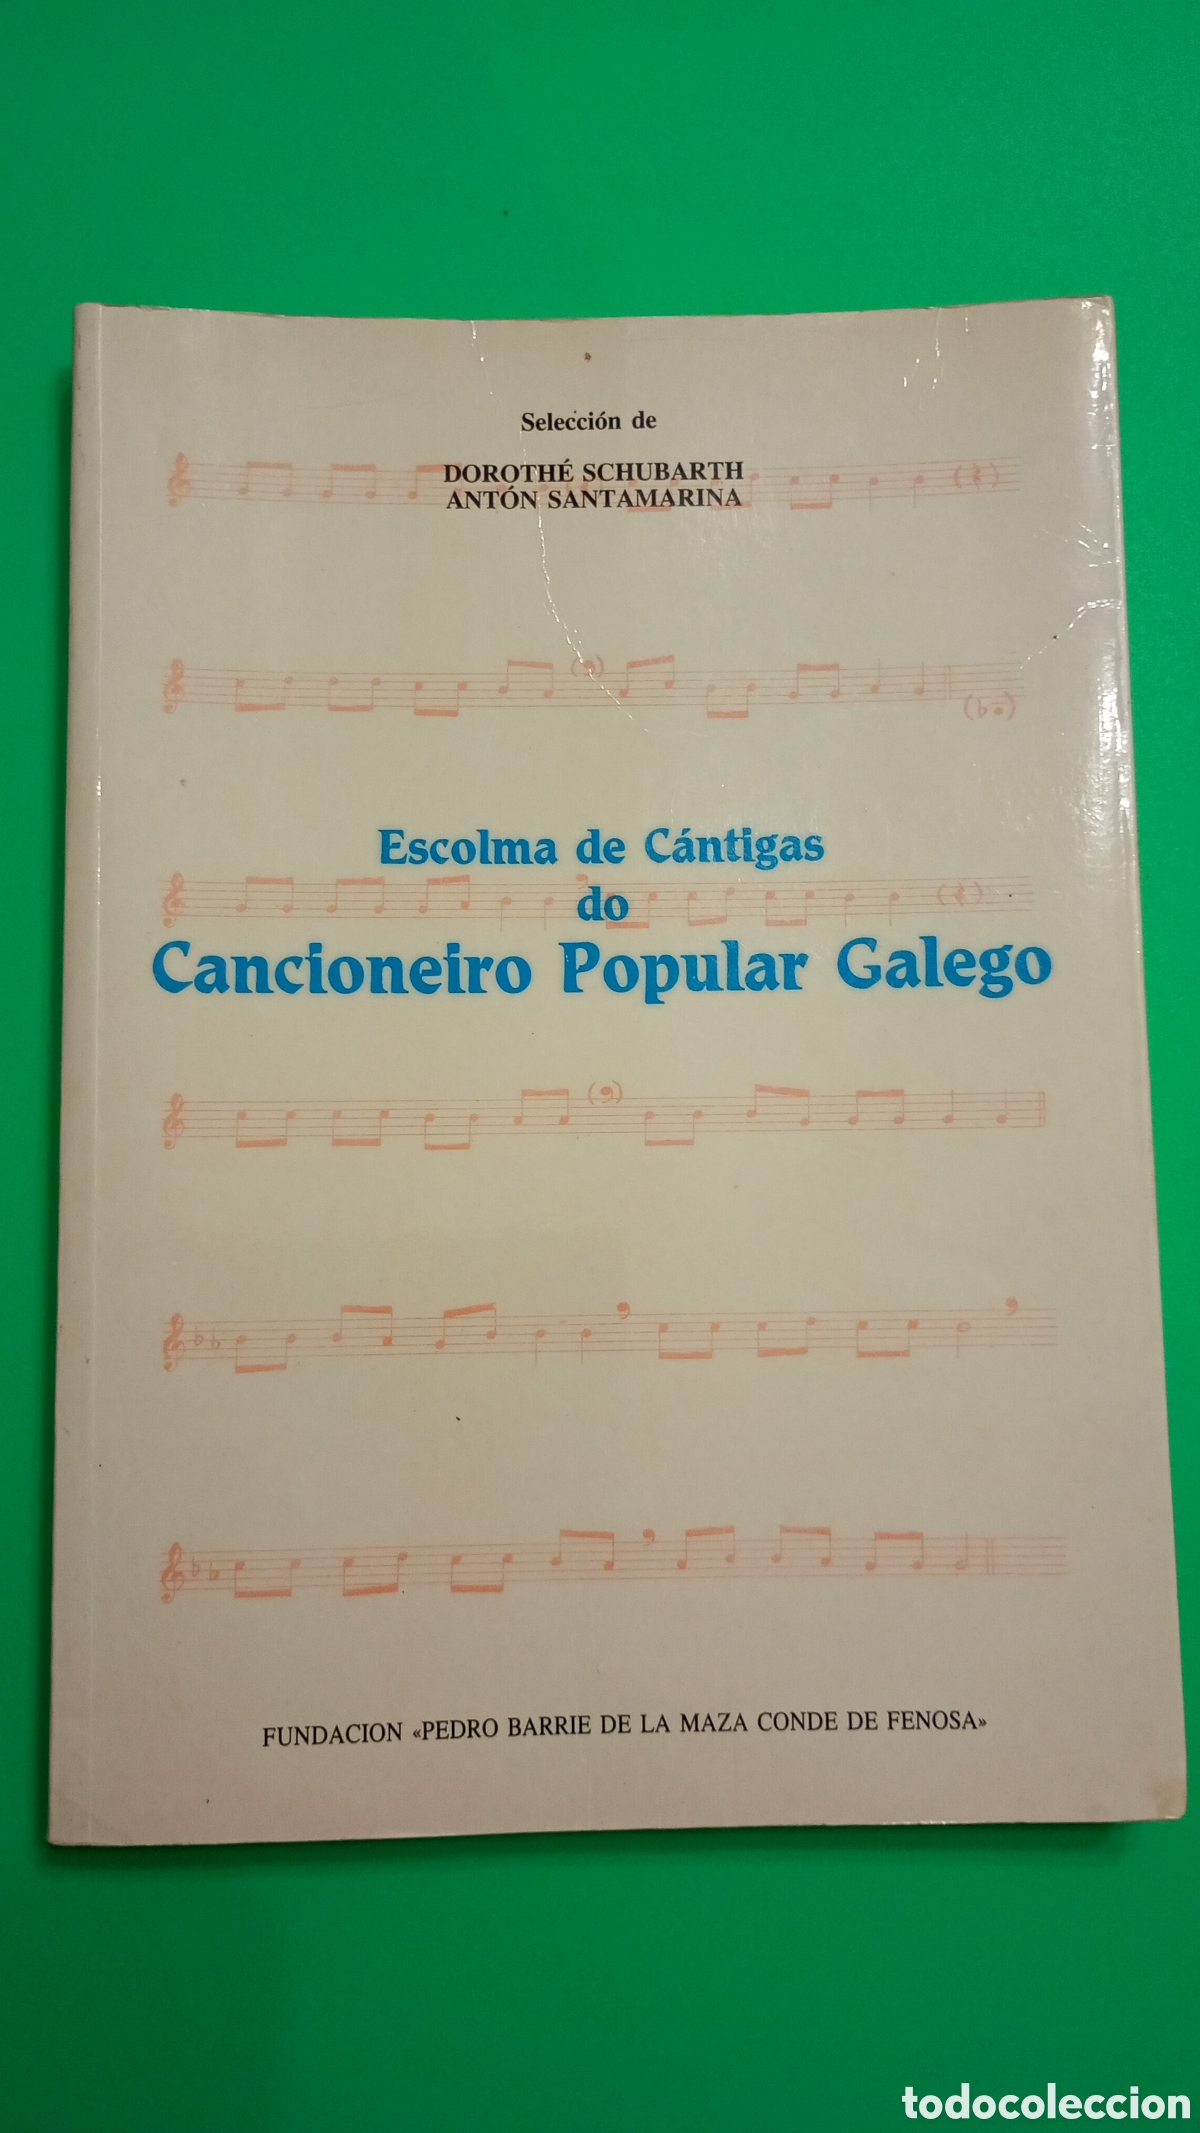 Selección de
DOROTHÉ SCHUBARTH
ANTÓN SANTAMARINA
Escolma de Cántigas
do
Cancioneiro Popular Galego
FUNDACION «PEDRO BARRIE DE LA MAZA CONDE DE FENOSA»
todocoleccion